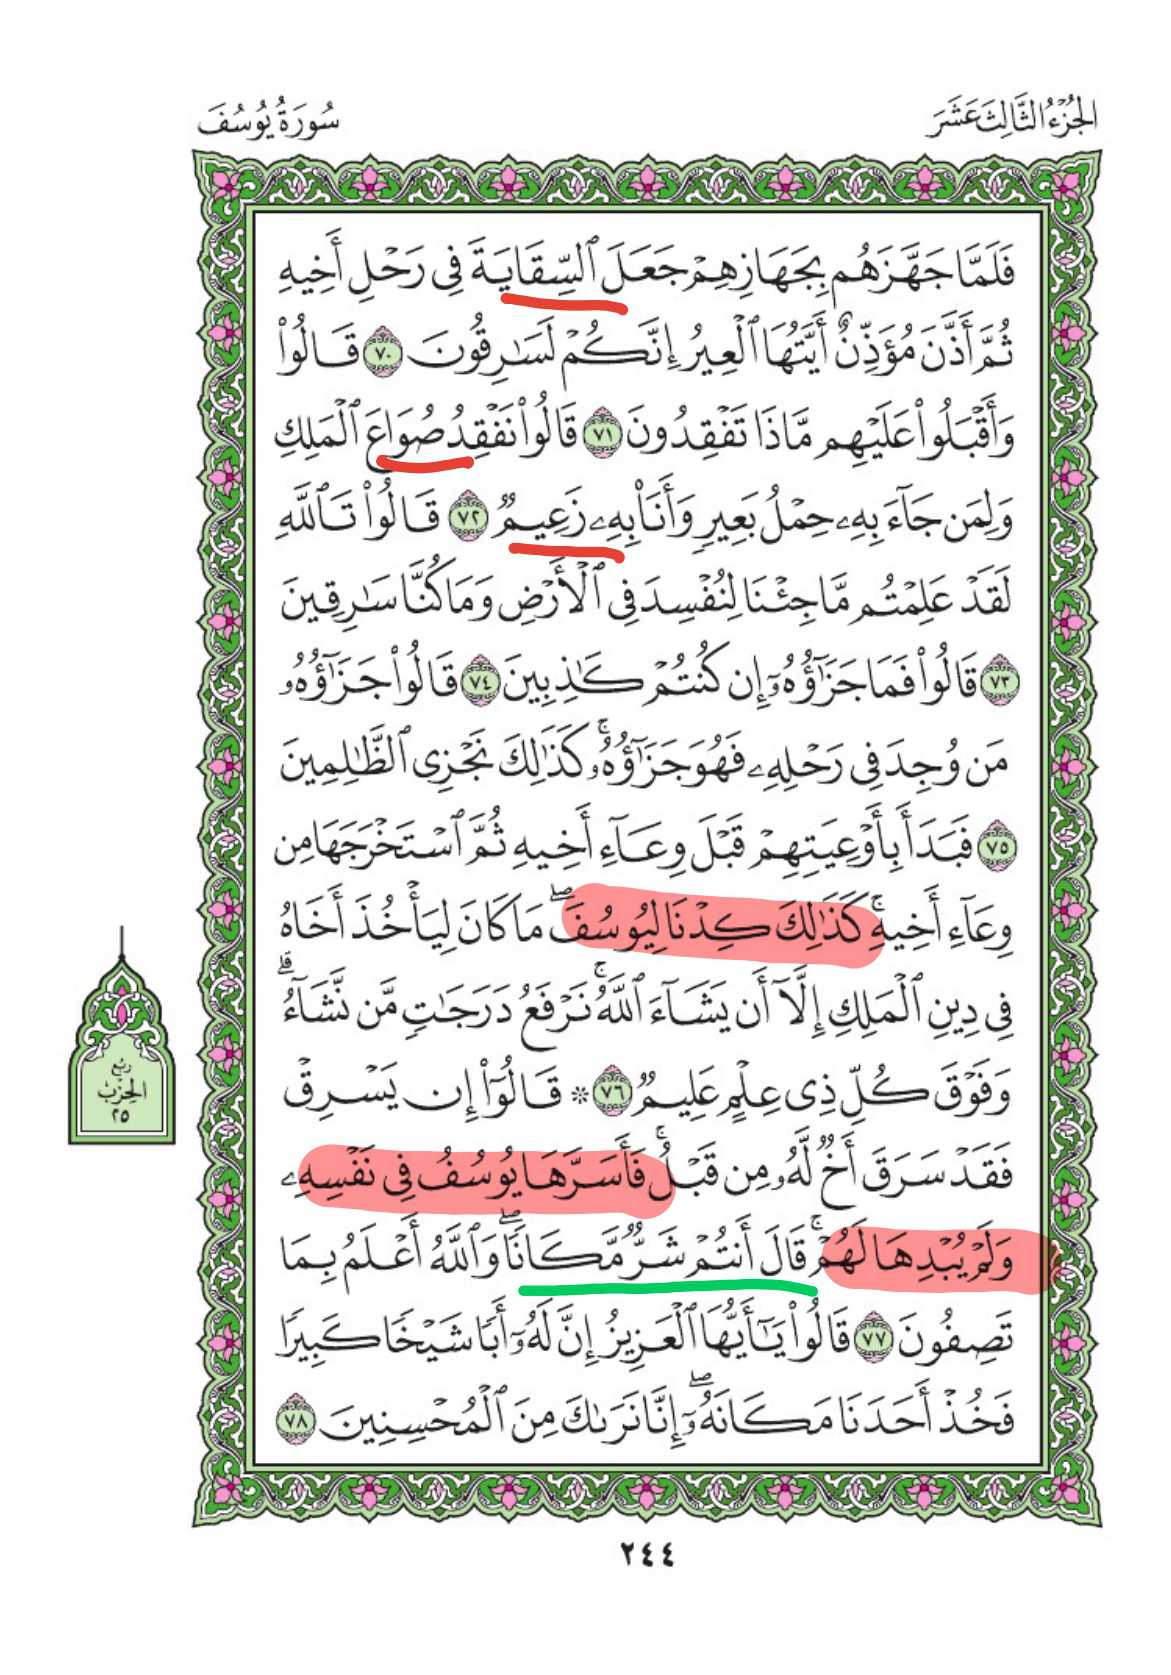 الجُزْءُ الثَّالِثَ عَشَرَ
سُورَةُ يُوسُفَ
فَلَمَّا جَهَّزَهُم بِجَهَازِهِمْ جَعَلَ ٱلسِّقَايَةَ فِى رَحْلِ أَخِيهِ
ثُمَّ أَذَّنَ مُؤَذِّنٌ أَيَّتُهَا ٱلْعِيرُ إِنَّكُمْ لَسَٰرِقُونَ ٧٠ قَالُوا۟
وَأَقْبَلُوا۟ عَلَيْهِم مَّاذَا تَفْقِدُونَ ٧١ قَالُوا۟ نَفْقِدُ صُوَاعَ ٱلْمَلِكِ
وَلِمَن جَآءَ بِهِۦ حِمْلُ بَعِيرٍ وَأَنَا۠ بِهِۦ زَعِيمٌ ٧٢ قَالُوا۟ تَٱللَّهِ
لَقَدْ عَلِمْتُم مَّا جِئْنَا لِنُفْسِدَ فِى ٱلْأَرْضِ وَمَا كُنَّا سَٰرِقِينَ
٧٣ قَالُوا۟ فَمَا جَزَٰٓؤُهُۥٓ إِن كُنتُمْ كَٰذِبِينَ ٧٤ قَالُوا۟ جَزَٰٓؤُهُۥ
مَن وُجِدَ فِى رَحْلِهِۦ فَهُوَ جَزَٰٓؤُهُۥۚ كَذَٰلِكَ نَجْزِى ٱلظَّٰلِمِينَ
٧٥ فَبَدَأَ بِأَوْعِيَتِهِمْ قَبْلَ وِعَآءِ أَخِيهِ ثُمَّ ٱسْتَخْرَجَهَا مِن
وِعَآءِ أَخِيهِۚ كَذَٰلِكَ كِدْنَا لِيُوسُفَۖ مَا كَانَ لِيَأْخُذَ أَخَاهُ
فِى دِينِ ٱلْمَلِكِ إِلَّآ أَن يَشَآءَ ٱللَّهُۚ نَرْفَعُ دَرَجَٰتٍ مَّن نَّشَآءُۗ
وَفَوْقَ كُلِّ ذِى عِلْمٍ عَلِيمٌ ٧٦ ۞ قَالُوٓا۟ إِن يَسْرِقْ
فَقَدْ سَرَقَ أَخٌ لَّهُۥ مِن قَبْلُۚ فَأَسَرَّهَا يُوسُفُ فِى نَفْسِهِۦ
وَلَمْ يُبْدِهَا لَهُمْۚ قَالَ أَنتُمْ شَرٌّ مَّكَانًاۖ وَٱللَّهُ أَعْلَمُ بِمَا
تَصِفُونَ ٧٧ قَالُوا۟ يَٰٓأَيُّهَا ٱلْعَزِيزُ إِنَّ لَهُۥٓ أَبًا شَيْخًا كَبِيرًا
فَخُذْ أَحَدَنَا مَكَانَهُۥٓۖ إِنَّا نَرَىٰكَ مِنَ ٱلْمُحْسِنِينَ ٧٨
رُبْع
الحِزْب
٢٥
٢٤٤